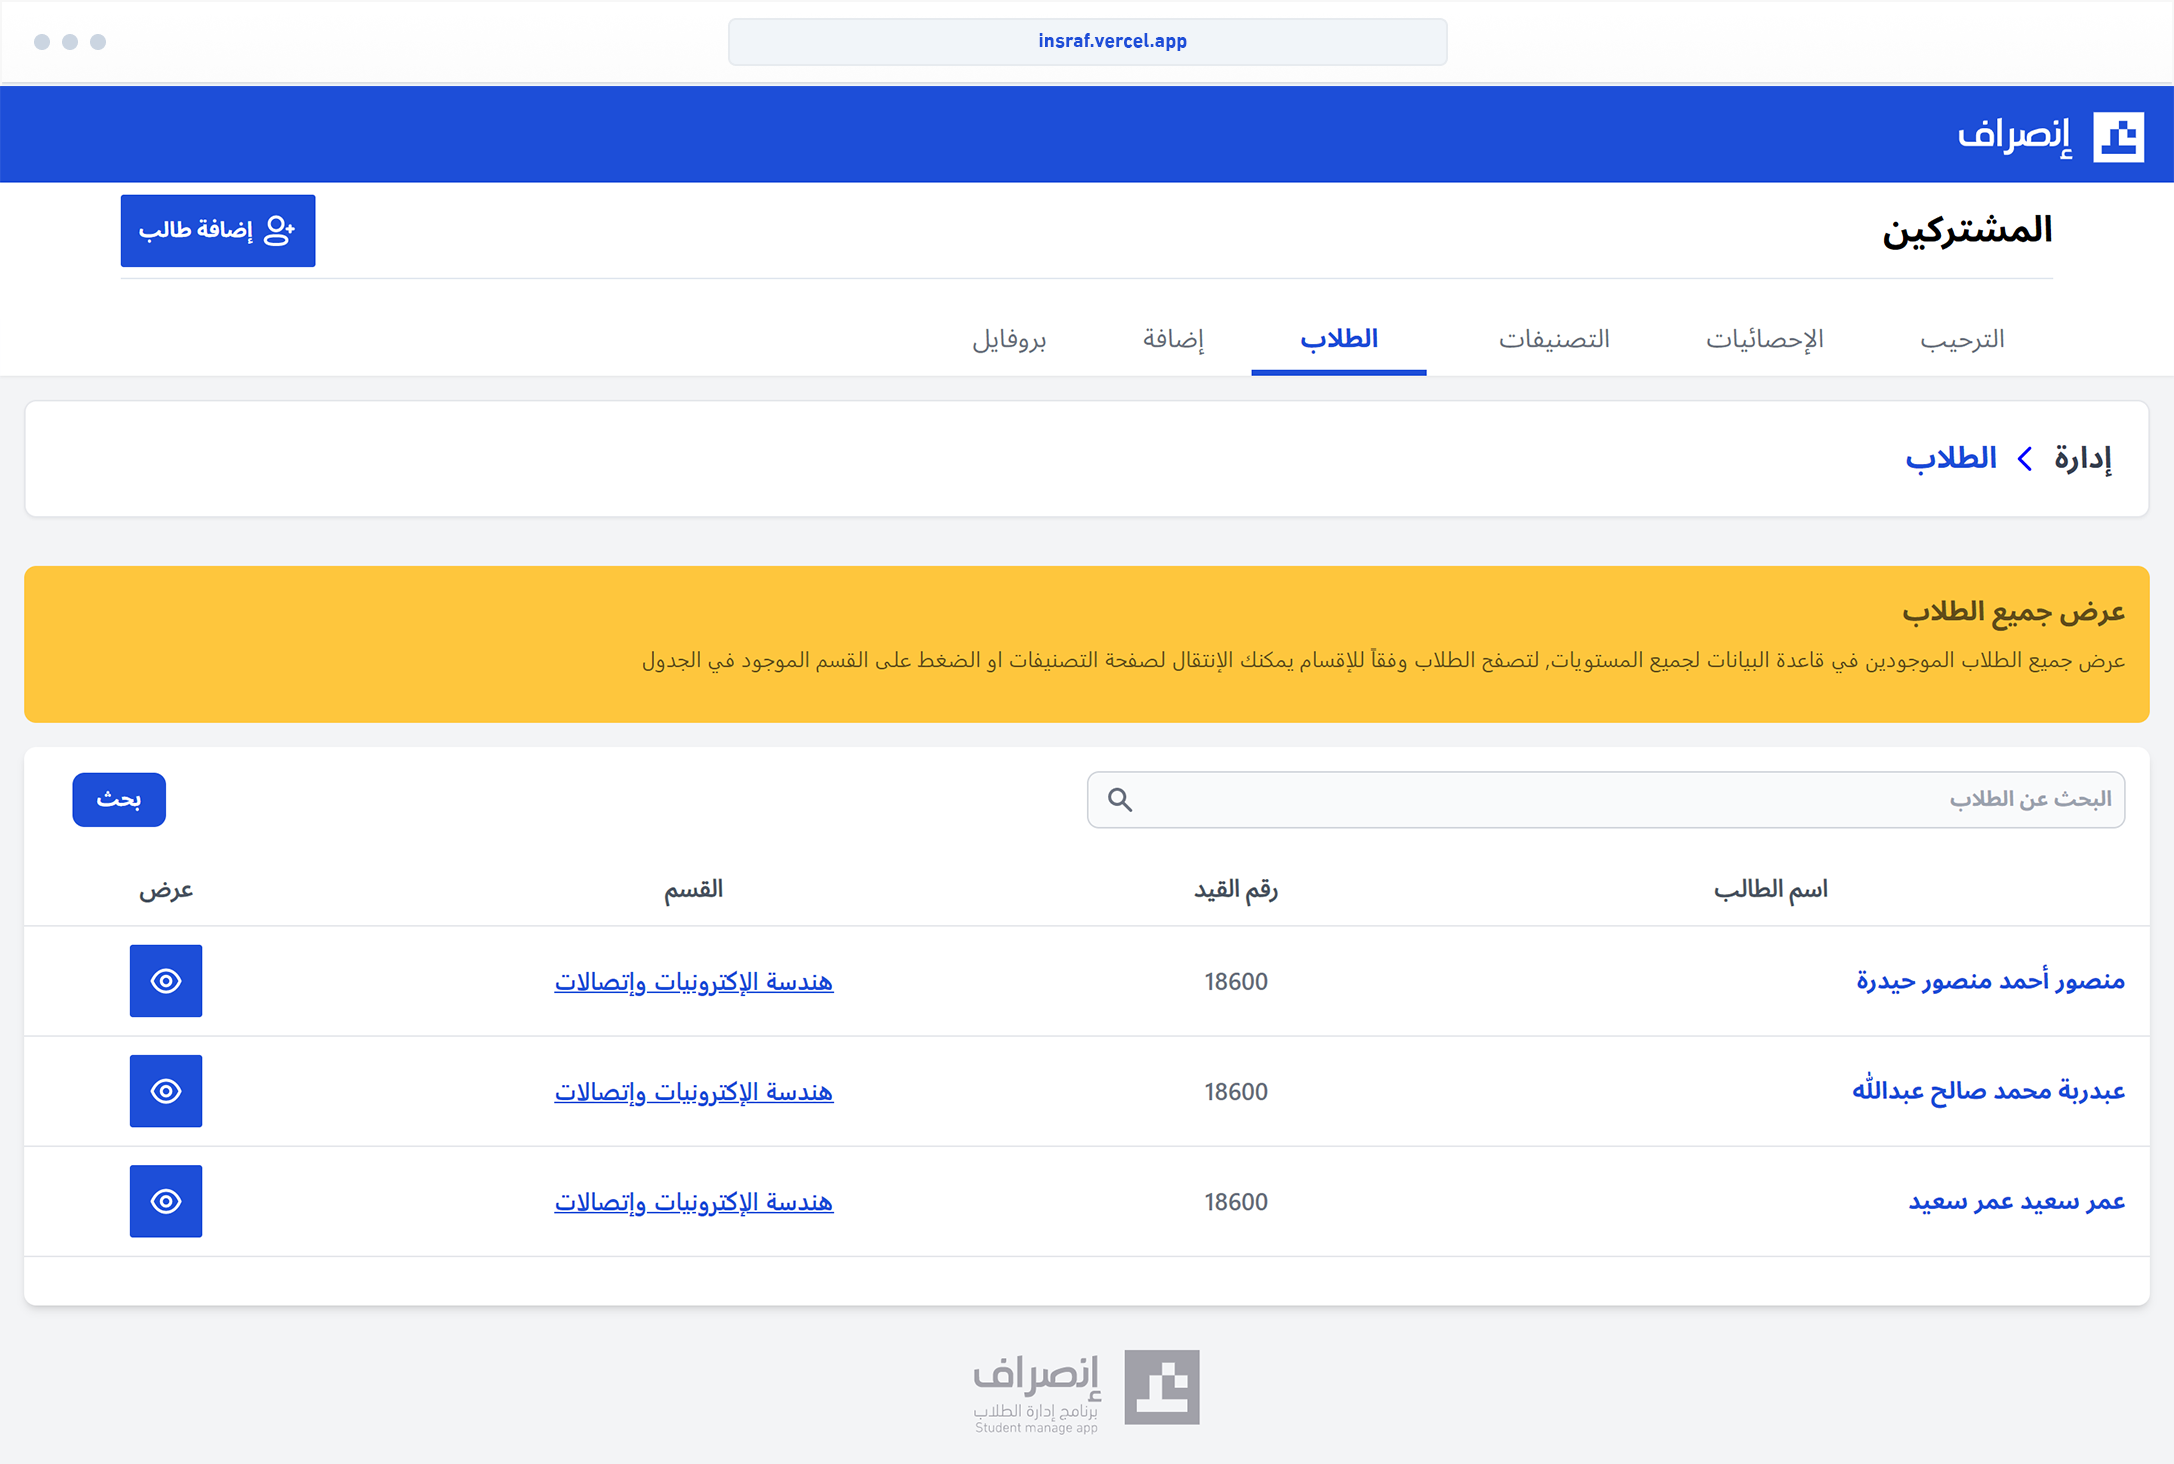 insraf.vercel.app
إنصراف
المشتركين
إضافة طالب
الترحيب
الإحصائيات
التصنيفات
الطلاب
إضافة
بروفايل
إدارة
الطلاب
عرض جميع الطلاب
عرض جميع الطلاب الموجودين في قاعدة البيانات لجميع المستويات, لتصفح الطلاب وفقاً للإقسام يمكنك الإنتقال لصفحة التصنيفات او الضغط على القسم الموجود في الجدول
البحث عن الطلاب
بحث
اسم الطالب رقم القيد القسم عرض
منصور أحمد منصور حيدرة 18600 هندسة الإكترونيات وإتصالات
عبدربة محمد صالح عبدالله 18600 هندسة الإكترونيات وإتصالات
عمر سعيد عمر سعيد 18600 هندسة الإكترونيات وإتصالات
إنصراف
برنامج إدارة الطلاب
Student manage app